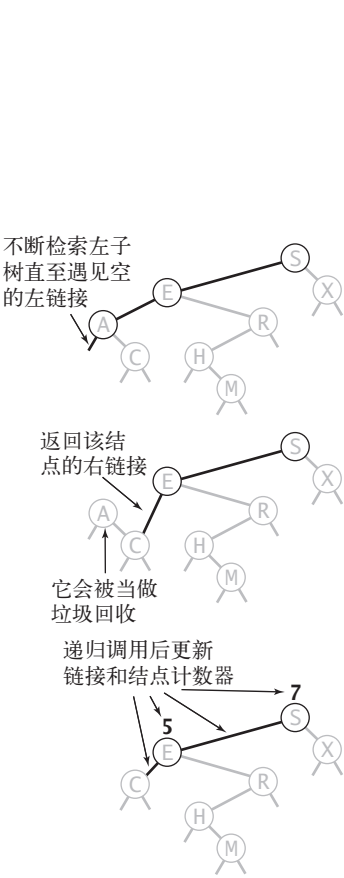 不断检索左子
树直至遇见空
的左链接
S
X
E
A
R
C
H
M
返回该结
点的右链接
S
X
E
A
R
C
H
M
它会被当做
垃圾回收
递归调用后更新
链接和结点计数器
7
5
S
E
X
C
R
H
M